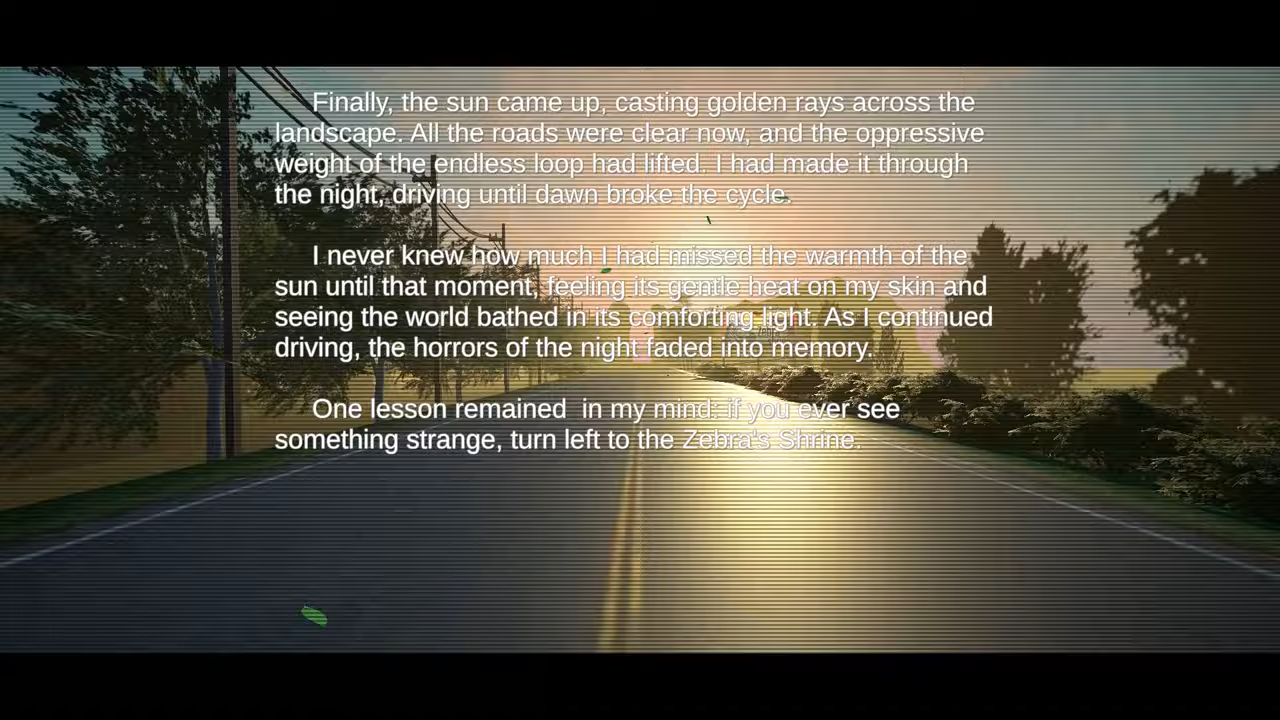 Finally, the sun came up, casting golden rays across the
landscape. All the roads were clear now, and the oppressive
weight of the endless loop had lifted. I had made it through
the night, driving until dawn broke the cycle.
I never knew how much I had missed the warmth of the
sun until that moment, feeling its gentle heat on my skin and
seeing the world bathed in its comforting light. As I continued
driving, the horrors of the night faded into memory.
One lesson remained  in my mind: if you ever see
something strange, turn left to the Zebra's Shrine.